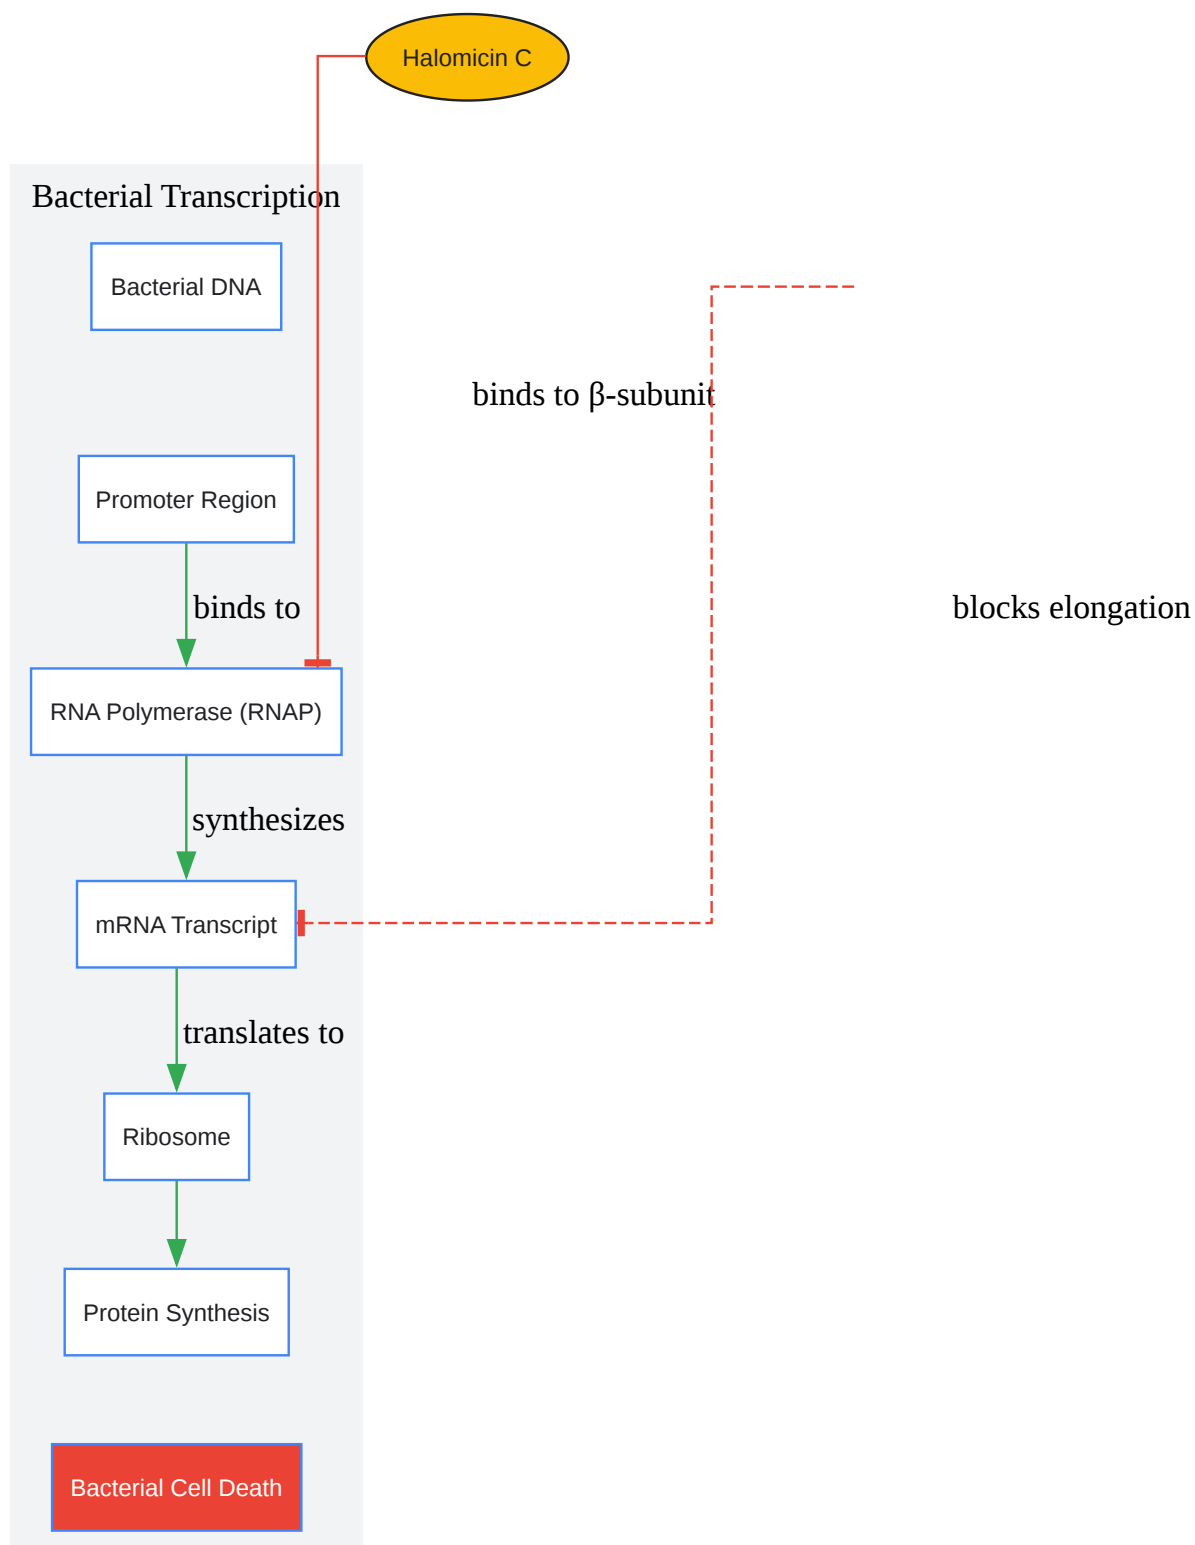 Halomicin C
Bacterial Transcription
Bacterial DNA
binds to β-subunit
Promoter Region
binds to
blocks elongation
RNA Polymerase (RNAP)
synthesizes
mRNA Transcript
translates to
Ribosome
Protein Synthesis
Bacterial Cell Death